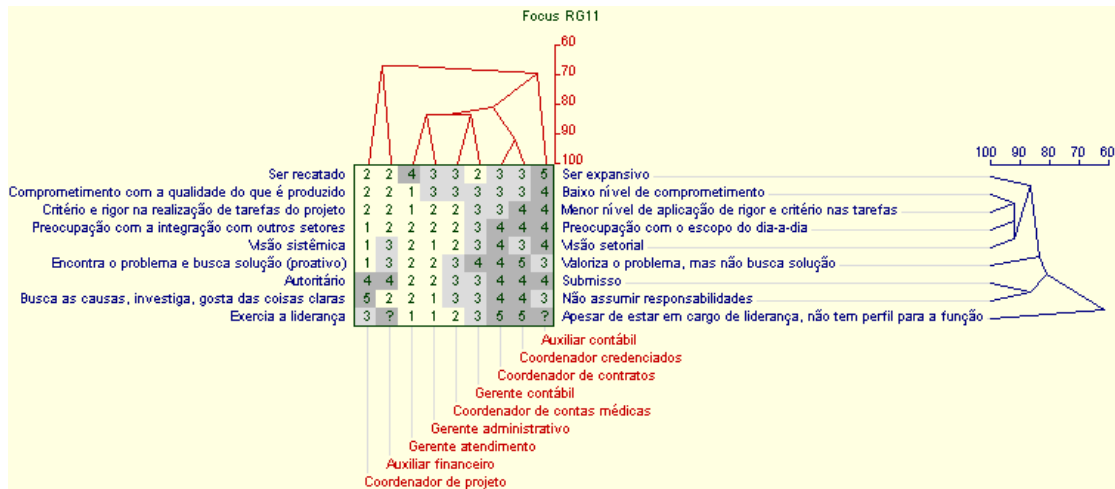 Focus RG11
60
70
80
90
100
100 90 80 70 60
Ser recatado 2 2 4 3 3 2 3 3 5 Ser expansivo
Comprometimento com a qualidade do que é produzido 2 2 1 3 3 3 3 3 4 Baixo nível de comprometimento
Critério e rigor na realização de tarefas do projeto 2 2 1 2 2 3 3 4 4 Menor nível de aplicação de rigor e critério nas tarefas
Preocupação com a integração com outros setores 1 2 2 2 2 3 4 4 4 Preocupação com o escopo do dia-a-dia
Visão sistêmica 1 3 2 1 2 3 4 3 4 Visão setorial
Encontra o problema e busca solução (proativo) 1 3 2 2 3 4 4 5 3 Valoriza o problema, mas não busca solução
Autoritário 4 4 2 2 3 3 4 4 4 Submisso
Busca as causas, investiga, gosta das coisas claras 5 2 2 1 3 3 4 4 3 Não assumir responsabilidades
Exercia a liderança 3 ? 1 1 2 3 5 5 ? Apesar de estar em cargo de liderança, não tem perfil para a função
Auxiliar contábil
Coordenador credenciados
Coordenador de contratos
Gerente contábil
Coordenador de contas médicas
Gerente administrativo
Gerente atendimento
Auxiliar financeiro
Coordenador de projeto